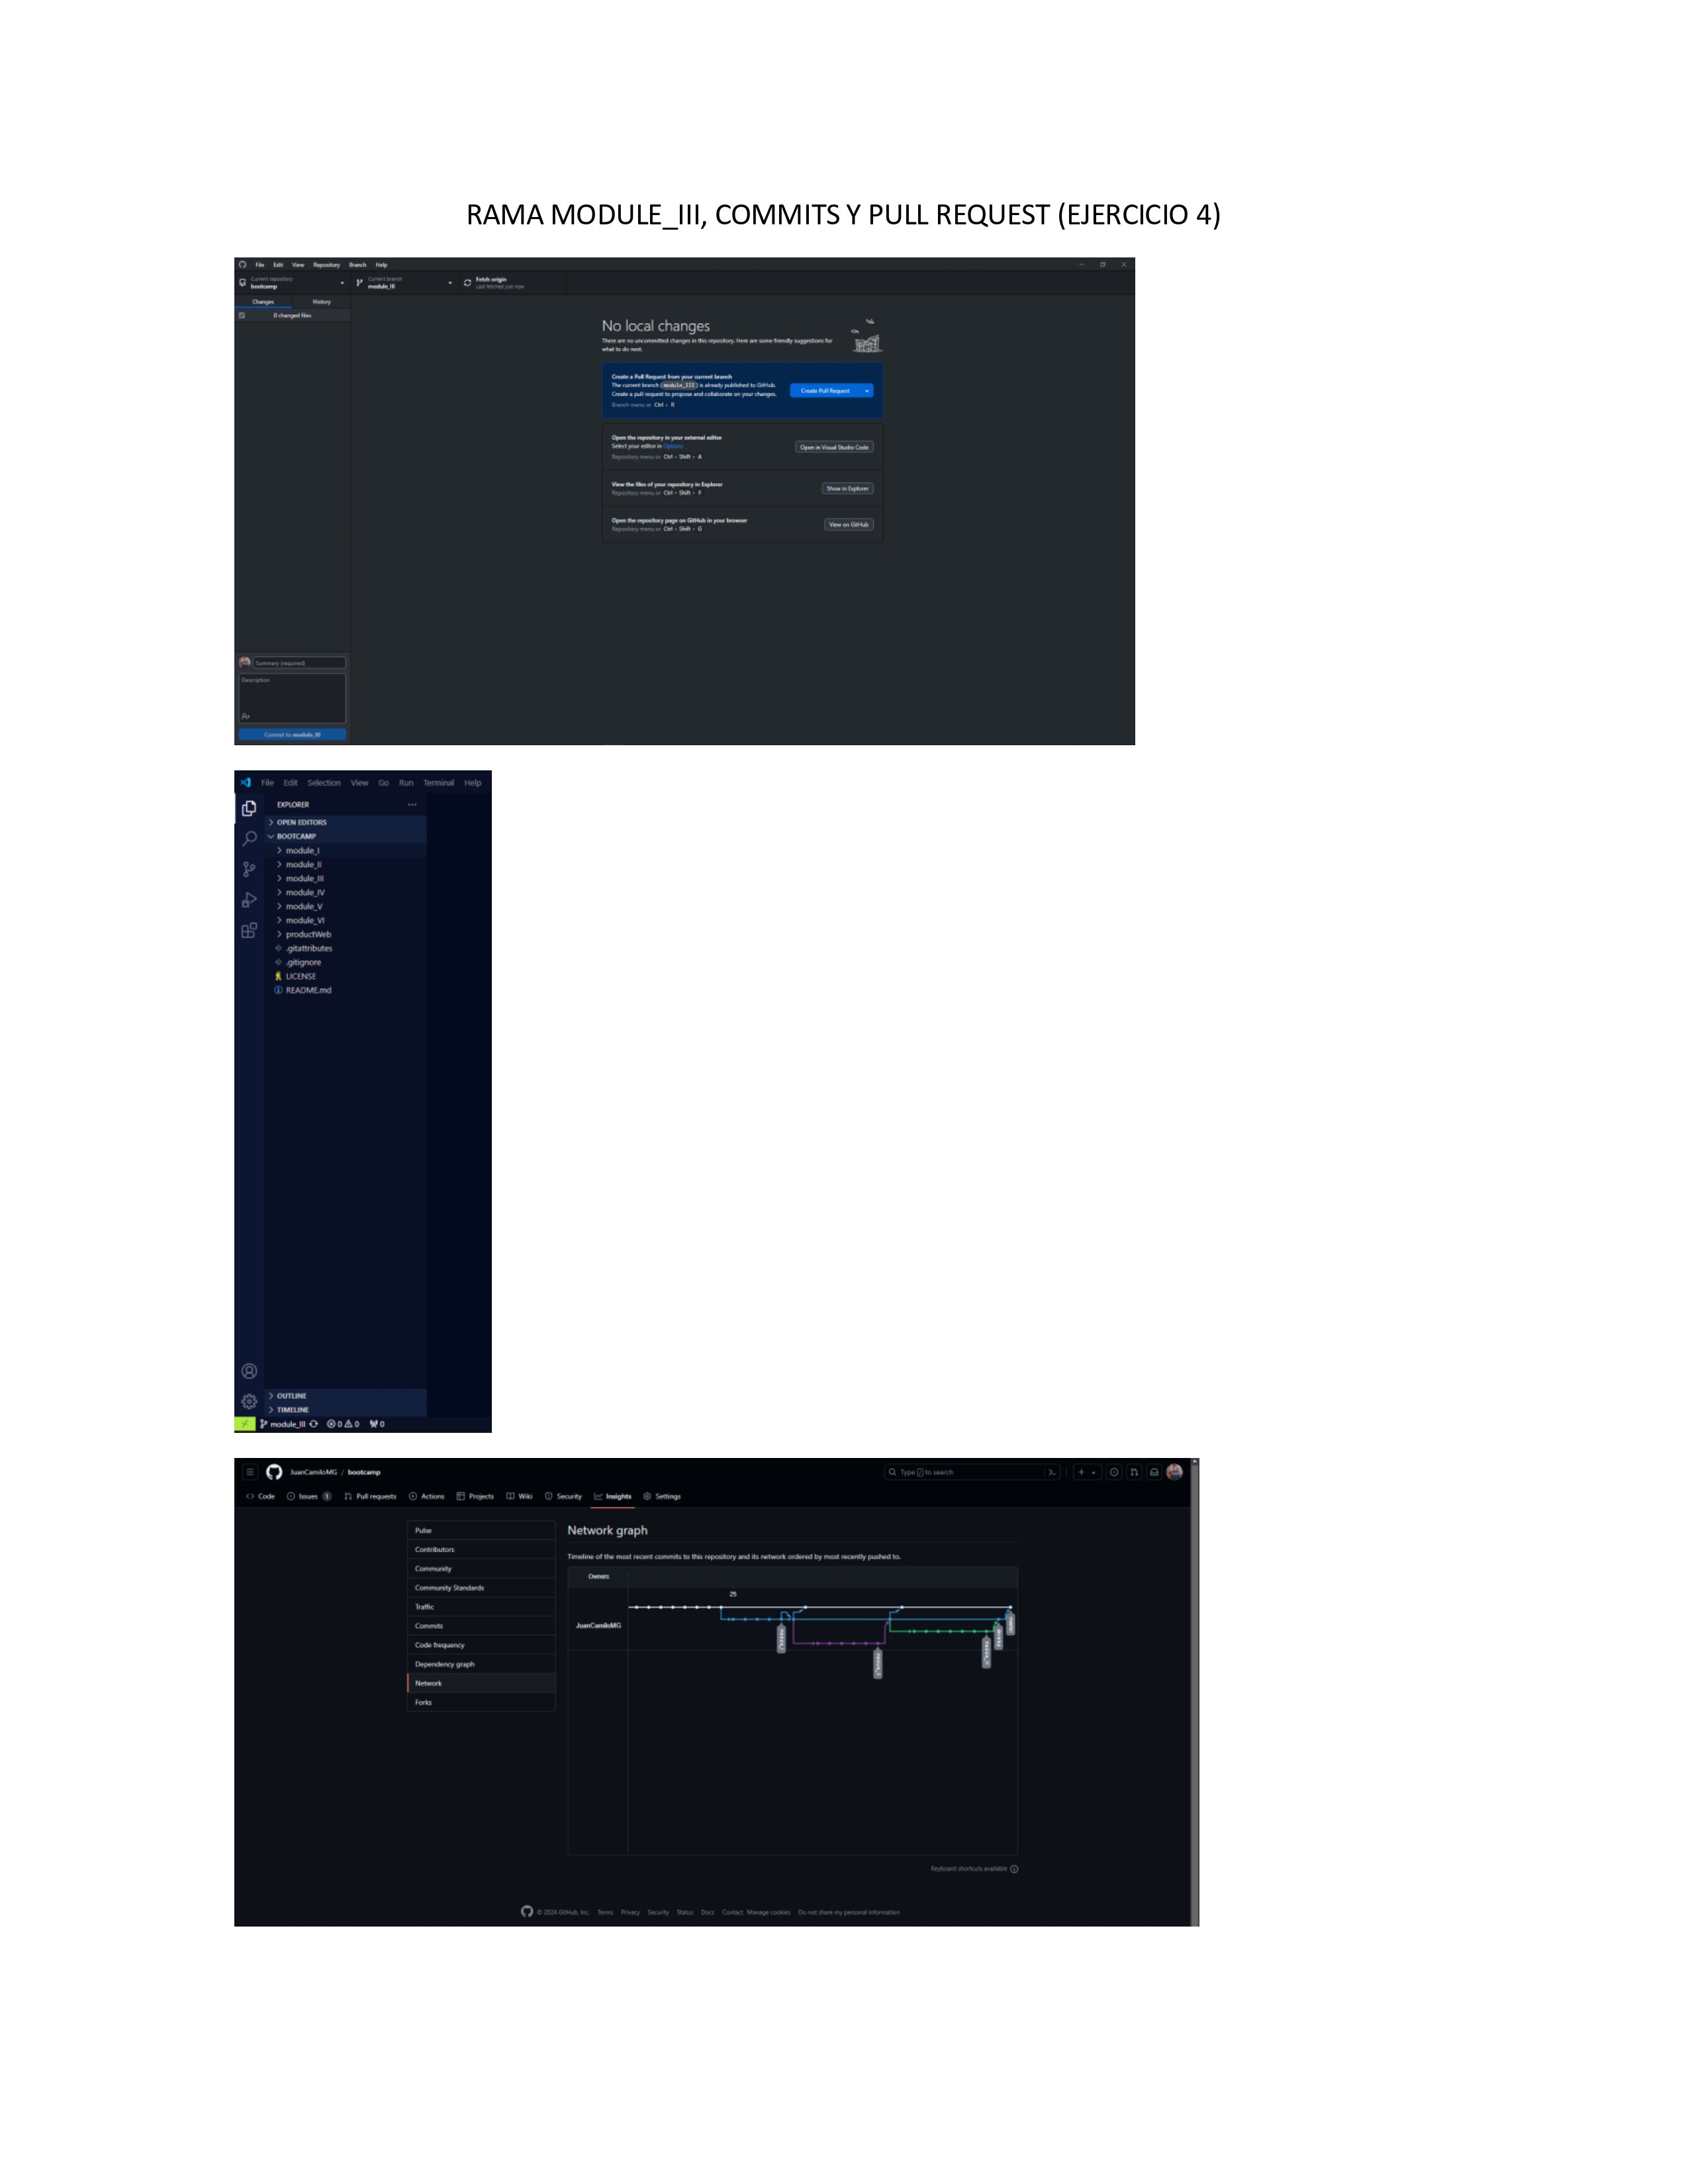 RAMA MODULE_III, COMMITS Y PULL REQUEST (EJERCICIO 4)
File Edit View Repository Branch Help
Current repository
bootcamp
Current branch
module_III
Fetch origin
Last fetched just now
Changes History
0 changed files
No local changes
There are no uncommitted changes in this repository. Here are some friendly suggestions for
what to do next.
Create a Pull Request from your current branch
The current branch (module_III) is already published to GitHub.
Create a pull request to propose and collaborate on your changes.
Branch menu or Ctrl + R
Create Pull Request
Open the repository in your external editor
Select your editor in Options
Repository menu or Ctrl + Shift + A
Open in Visual Studio Code
View the files of your repository in Explorer
Repository menu or Ctrl + Shift + F
Show in Explorer
Open the repository page on GitHub in your browser
Repository menu or Ctrl + Shift + G
View on GitHub
Summary (required)
Description
Commit to module_III
File Edit Selection View Go Run Terminal Help
EXPLORER
OPEN EDITORS
BOOTCAMP
module_I
module_II
module_III
module_IV
module_V
module_VI
productWeb
.gitattributes
.gitignore
LICENSE
README.md
OUTLINE
TIMELINE
module_III 0 0 0
JuanCamiloMG / bootcamp
Type / to search
Code Issues 1 Pull requests Actions Projects Wiki Security Insights Settings
Pulse
Contributors
Community
Community Standards
Traffic
Commits
Code frequency
Dependency graph
Network
Forks
Network graph
Timeline of the most recent commits to this repository and its network ordered by most recently pushed to.
Owners
25
JuanCamiloMG
Keyboard shortcuts available
© 2024 GitHub, Inc. Terms Privacy Security Status Docs Contact Manage cookies Do not share my personal information